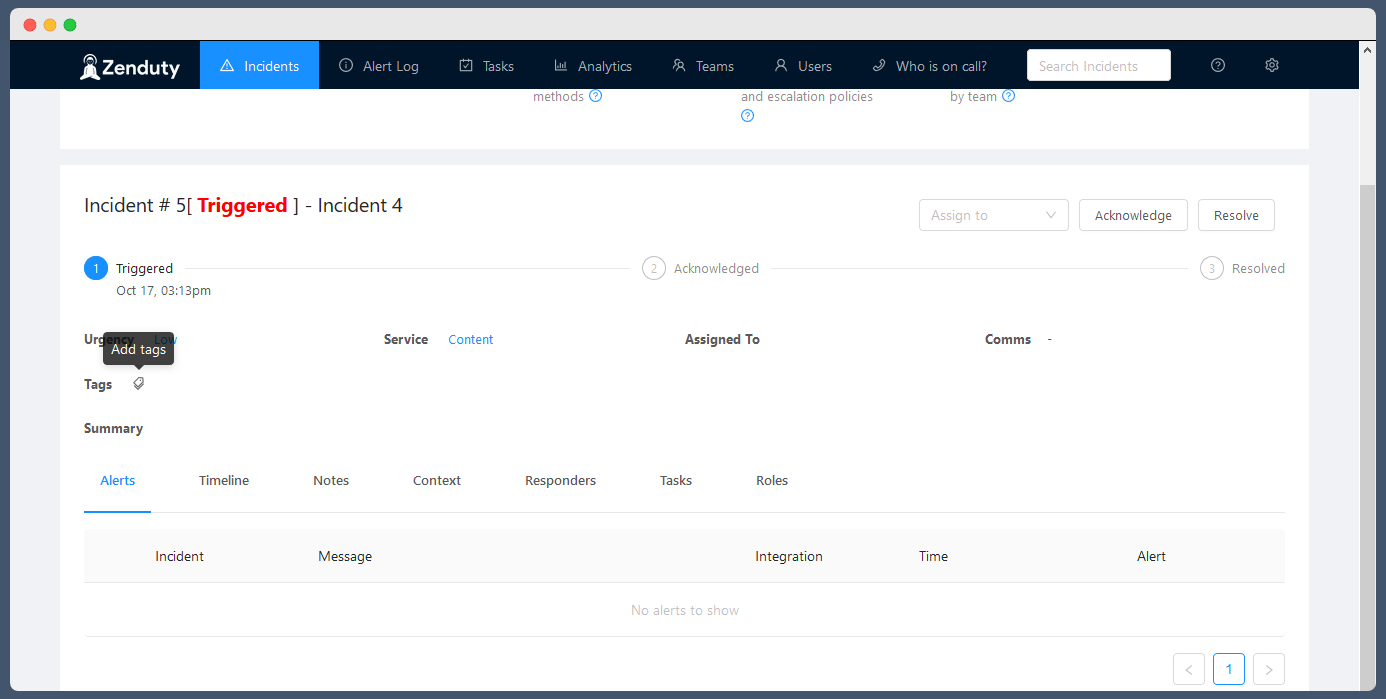 Zenduty
Incidents
Alert Log
Tasks
Analytics
Teams
Users
Who is on call?
Search Incidents
methods
and escalation policies
by team
Incident # 5[ Triggered ] - Incident 4
Assign to
Acknowledge
Resolve
1 Triggered
2 Acknowledged
3 Resolved
Oct 17, 03:13pm
Urgency Low
Service Content
Assigned To
Comms -
Add tags
Tags
Summary
Alerts
Timeline
Notes
Context
Responders
Tasks
Roles
Incident
Message
Integration
Time
Alert
No alerts to show
< 1 >